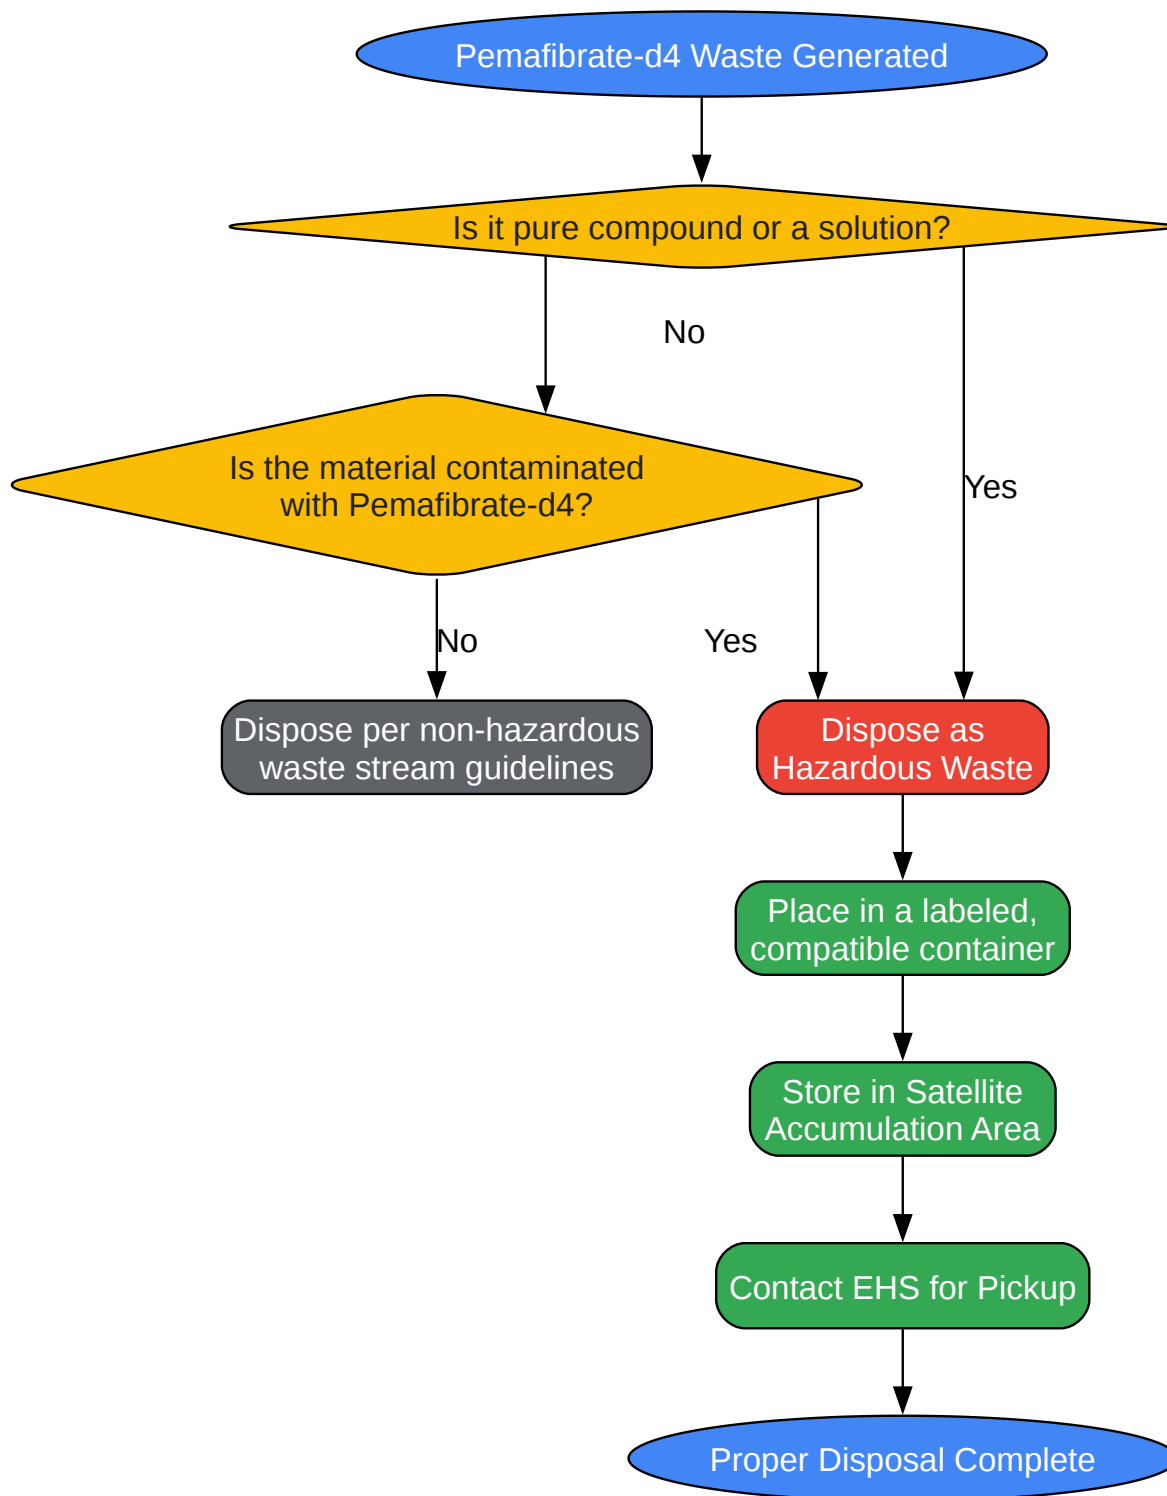 Pemafibrate-d4 Waste Generated
Is it pure compound or a solution?
No
Is the material contaminated
with Pemafibrate-d4?
Yes
No
Yes
Dispose per non-hazardous
waste stream guidelines
Dispose as
Hazardous Waste
Place in a labeled,
compatible container
Store in Satellite
Accumulation Area
Contact EHS for Pickup
Proper Disposal Complete